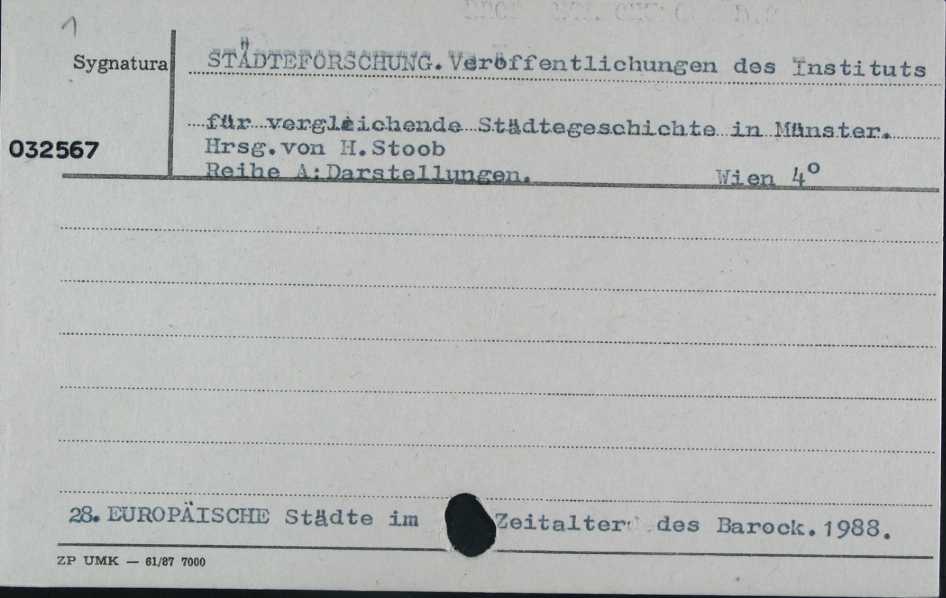 1
Sygnatura
STÄDTEFORSCHUNG. Veröffentlichungen des Instituts
für vergleichende Städtegeschichte in Münster.
032567
Hrsg. von H. Stoob
Reihe A: Darstellungen. Wien 4°
28. EUROPÄISCHE Städte im Zeitalter des Barock. 1988.
ZP UMK — 61/87 7000